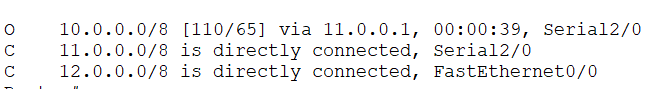 O    10.0.0.0/8 [110/65] via 11.0.0.1, 00:00:39, Serial2/0
C    11.0.0.0/8 is directly connected, Serial2/0
C    12.0.0.0/8 is directly connected, FastEthernet0/0